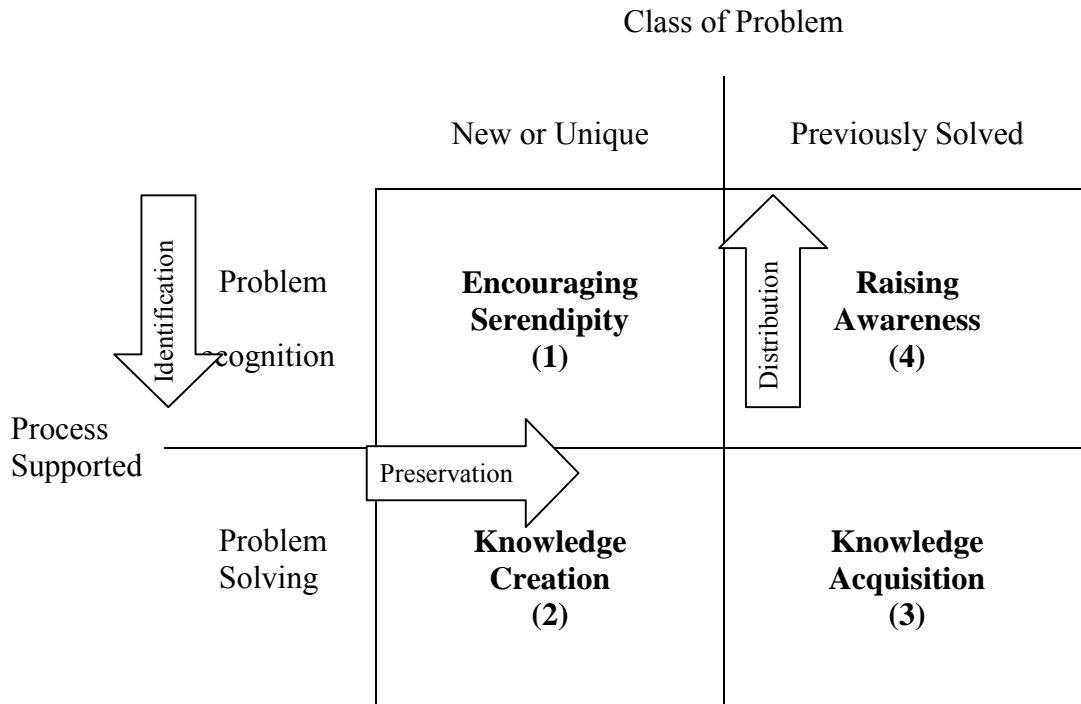 Class of Problem
New or Unique
Previously Solved
Identification
Problem
ecognition
Encouraging
Serendipity
(1)
Distribution
Raising
Awareness
(4)
Process
Supported
Preservation
Problem
Solving
Knowledge
Creation
(2)
Knowledge
Acquisition
(3)